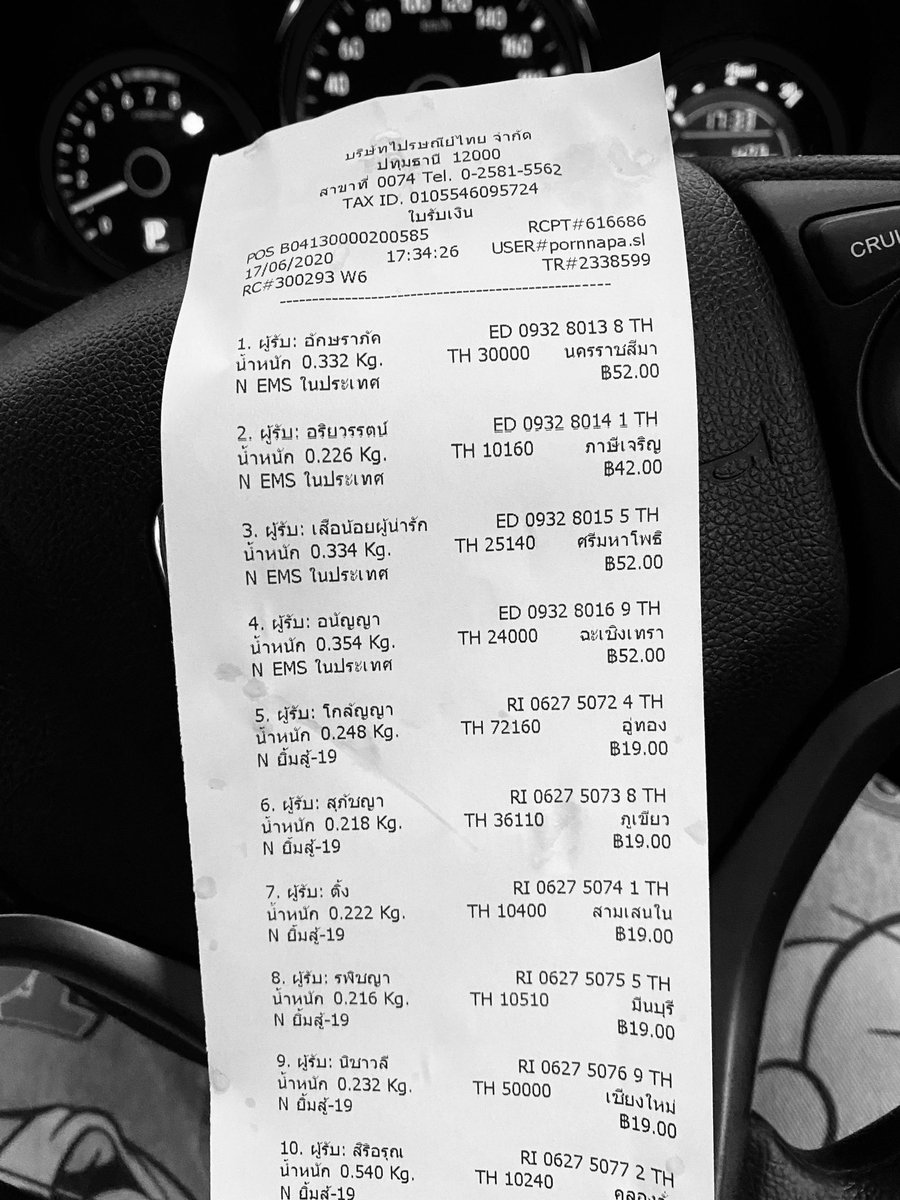 บริษัทไปรษณีย์ไทย จำกัด
ปทุมธานี 12000
สาขาที่ 0074 Tel. 0-2581-5562
TAX ID. 0105546095724
ใบรับเงิน
POS B04130000200585 RCPT#616686
17/06/2020 17:34:26 USER#pornnapa.sl
RC#300293 W6 TR#2338599
1. ผู้รับ: อักษราภัค ED 0932 8013 8 TH
น้ำหนัก 0.332 Kg. TH 30000 นครราชสีมา
N EMS ในประเทศ ฿52.00
2. ผู้รับ: อริยวรรตน์ ED 0932 8014 1 TH
น้ำหนัก 0.226 Kg. TH 10160 ภาษีเจริญ
N EMS ในประเทศ ฿42.00
3. ผู้รับ: เสือน้อยผู้น่ารัก ED 0932 8015 5 TH
น้ำหนัก 0.334 Kg. TH 25140 ศรีมหาโพธิ
N EMS ในประเทศ ฿52.00
4. ผู้รับ: อนัญญา ED 0932 8016 9 TH
น้ำหนัก 0.354 Kg. TH 24000 ฉะเชิงเทรา
N EMS ในประเทศ ฿52.00
5. ผู้รับ: โกลัญญา RI 0627 5072 4 TH
น้ำหนัก 0.248 Kg. TH 72160 อู่ทอง
N ยิ้มสู้-19 ฿19.00
6. ผู้รับ: สุภัชญา RI 0627 5073 8 TH
น้ำหนัก 0.218 Kg. TH 36110 ภูเขียว
N ยิ้มสู้-19 ฿19.00
7. ผู้รับ: ติ้ง RI 0627 5074 1 TH
น้ำหนัก 0.222 Kg. TH 10400 สามเสนใน
N ยิ้มสู้-19 ฿19.00
8. ผู้รับ: รพิชญา RI 0627 5075 5 TH
น้ำหนัก 0.216 Kg. TH 10510 มีนบุรี
N ยิ้มสู้-19 ฿19.00
9. ผู้รับ: นิชาวลี RI 0627 5076 9 TH
น้ำหนัก 0.232 Kg. TH 50000 เชียงใหม่
N ยิ้มสู้-19 ฿19.00
10. ผู้รับ: สิริอรุณ RI 0627 5077 2 TH
น้ำหนัก 0.540 Kg. TH 10240
N ยิ้มสู้-19
40 60 80 100 120 140 160
km/h
0 2 6 7 8
P
17:33
CRUI